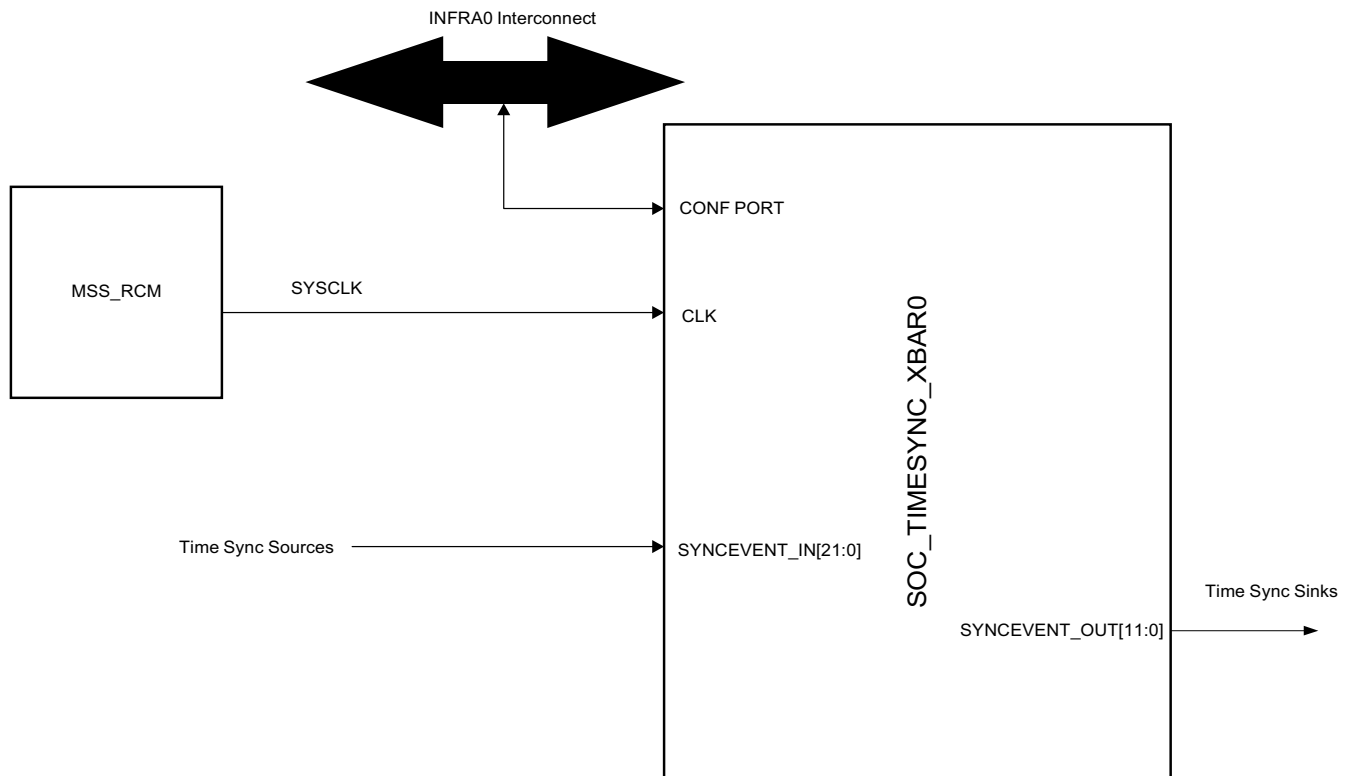 INFRA0 Interconnect
CONF PORT
MSS_RCM
SYSCLK
CLK
SOC_TIMESYNC_XBAR0
Time Sync Sources
SYNCEVENT_IN[21:0]
Time Sync Sinks
SYNCEVENT_OUT[11:0]